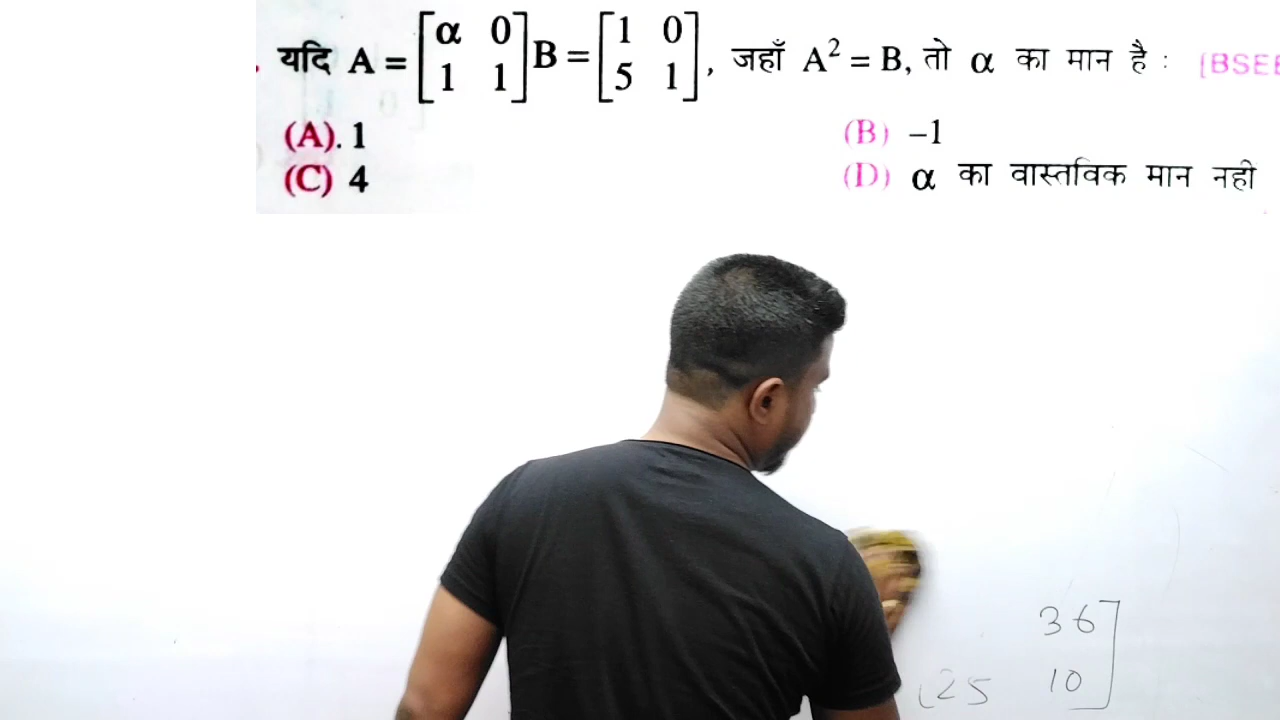 यदि A = [α 0 1 1] B = [1 0 5 1], जहाँ A² = B, तो α का मान है :
(A). 1 (B) –1
(C) 4 (D) α का वास्तविक मान नही
36
25 10